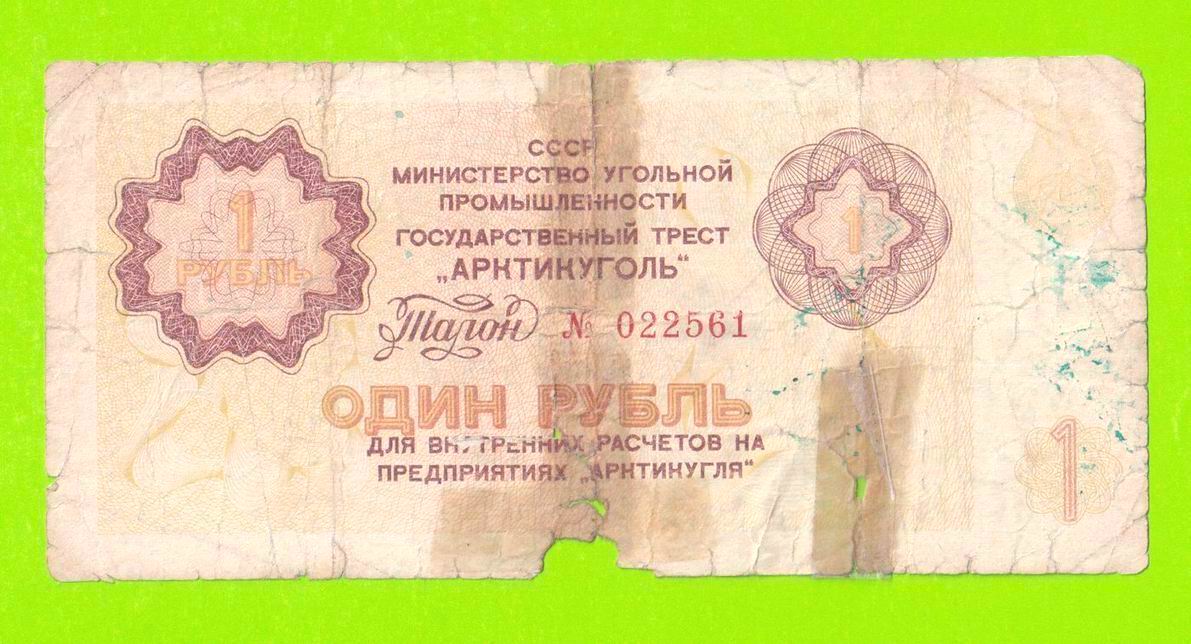 СССР
МИНИСТЕРСТВО УГОЛЬНОЙ
ПРОМЫШЛЕННОСТИ
ГОСУДАРСТВЕННЫЙ ТРЕСТ
„АРКТИКУГОЛЬ“
1
РУБЛЬ
1
Талон № 022561
ОДИН РУБЛЬ
ДЛЯ ВНУТРЕННИХ РАСЧЕТОВ НА
ПРЕДПРИЯТИЯХ „АРКТИКУГЛЯ“
1